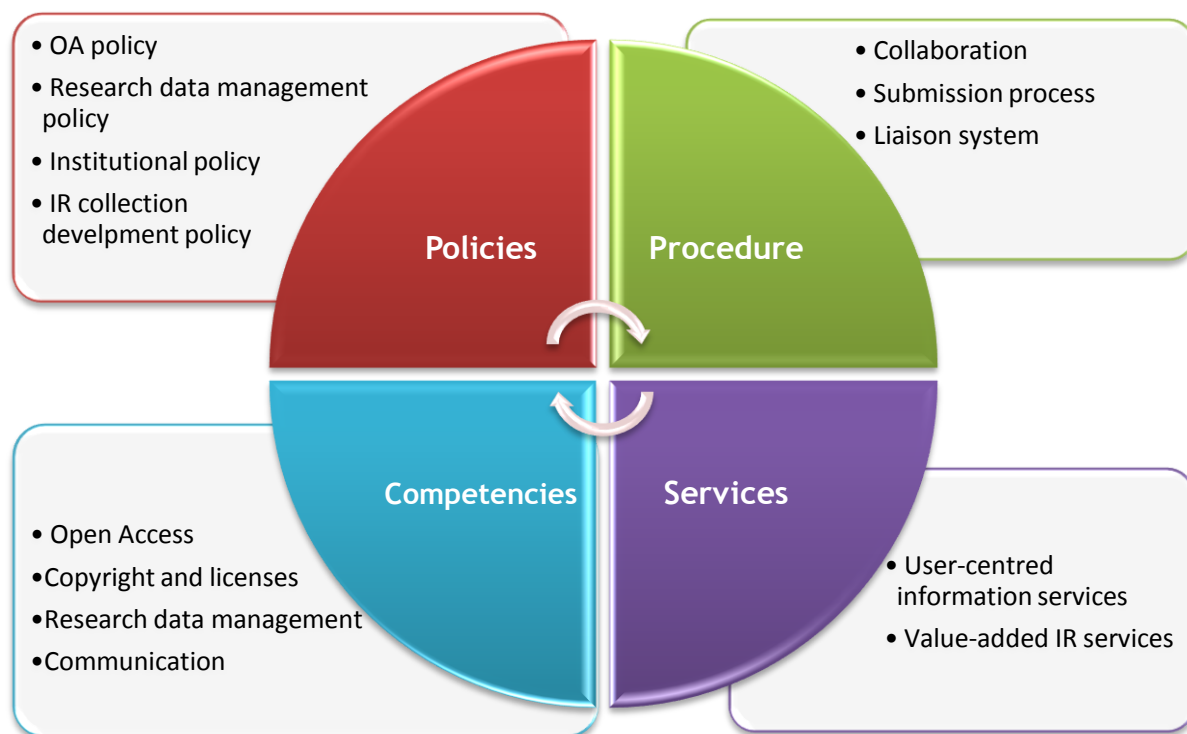 • OA policy
• Research data management
policy
• Institutional policy
• IR collection
develpment policy
Policies
• Collaboration
• Submission process
• Liaison system
Procedure
Competencies
• Open Access
•Copyright and licenses
•Research data management
•Communication
Services
• User-centred
information services
• Value-added IR services